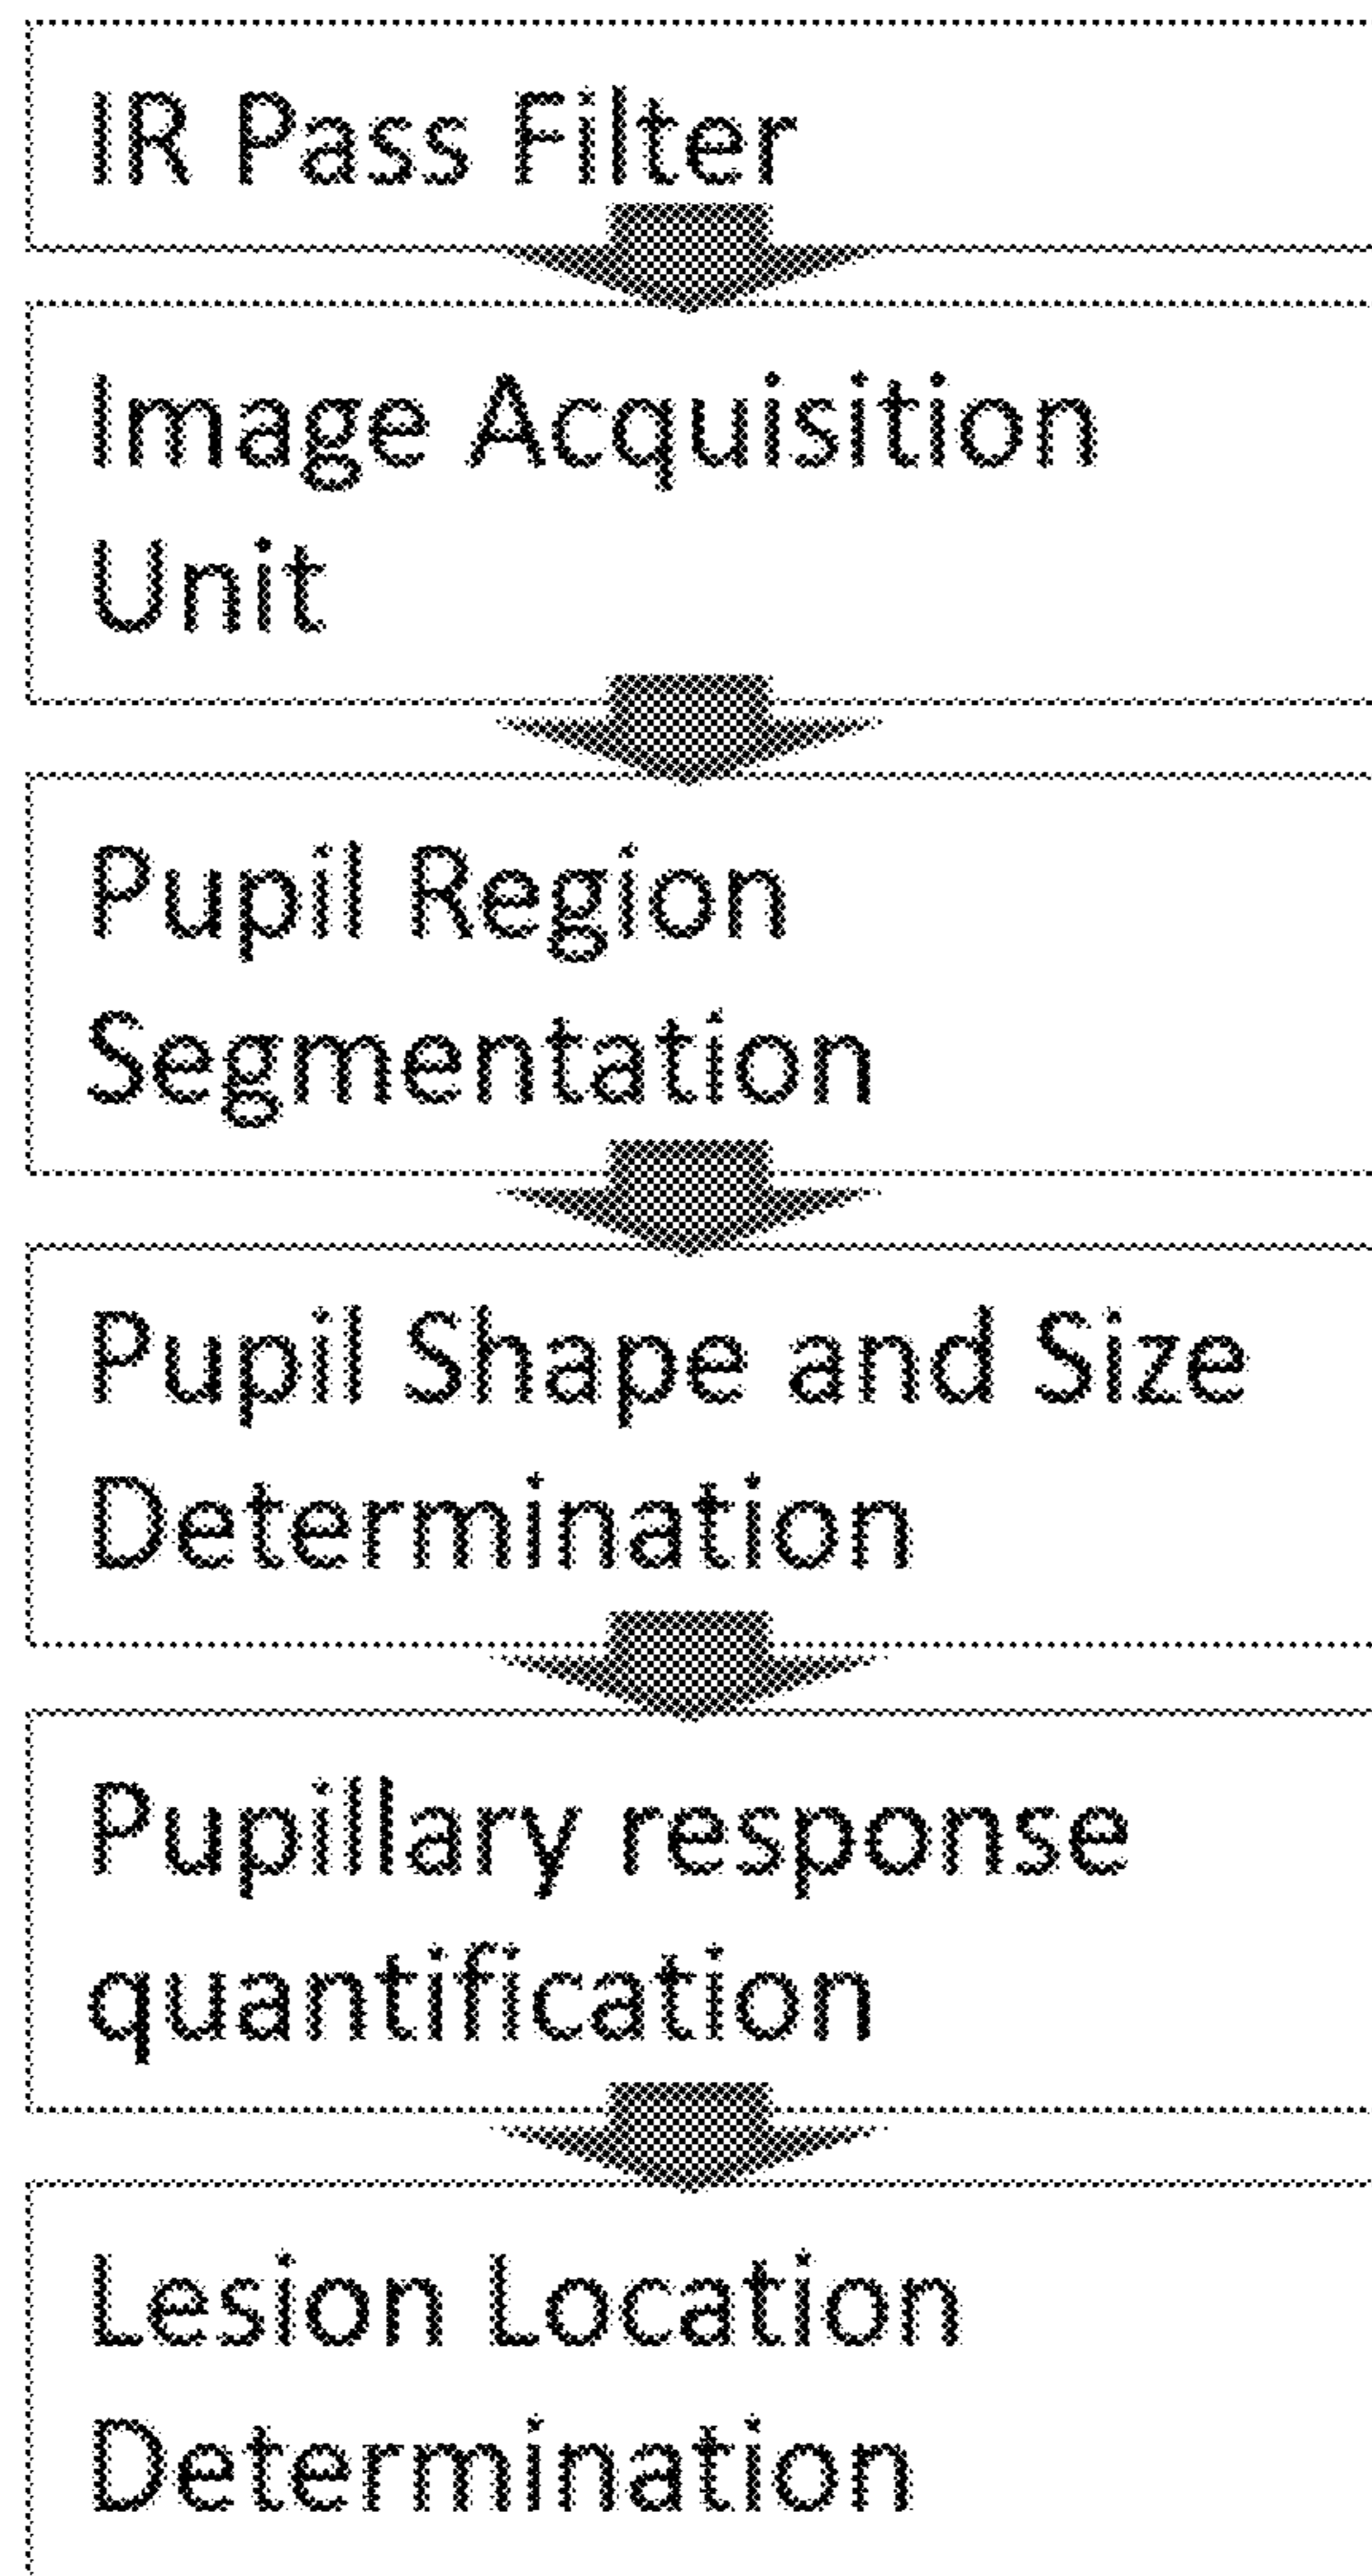 IR Pass Filter
Image Acquisition
Unit
Pupil Region
Segmentation
Pupil Shape and Size
Determination
Pupillary response
quantification
Lesion Location
Determination